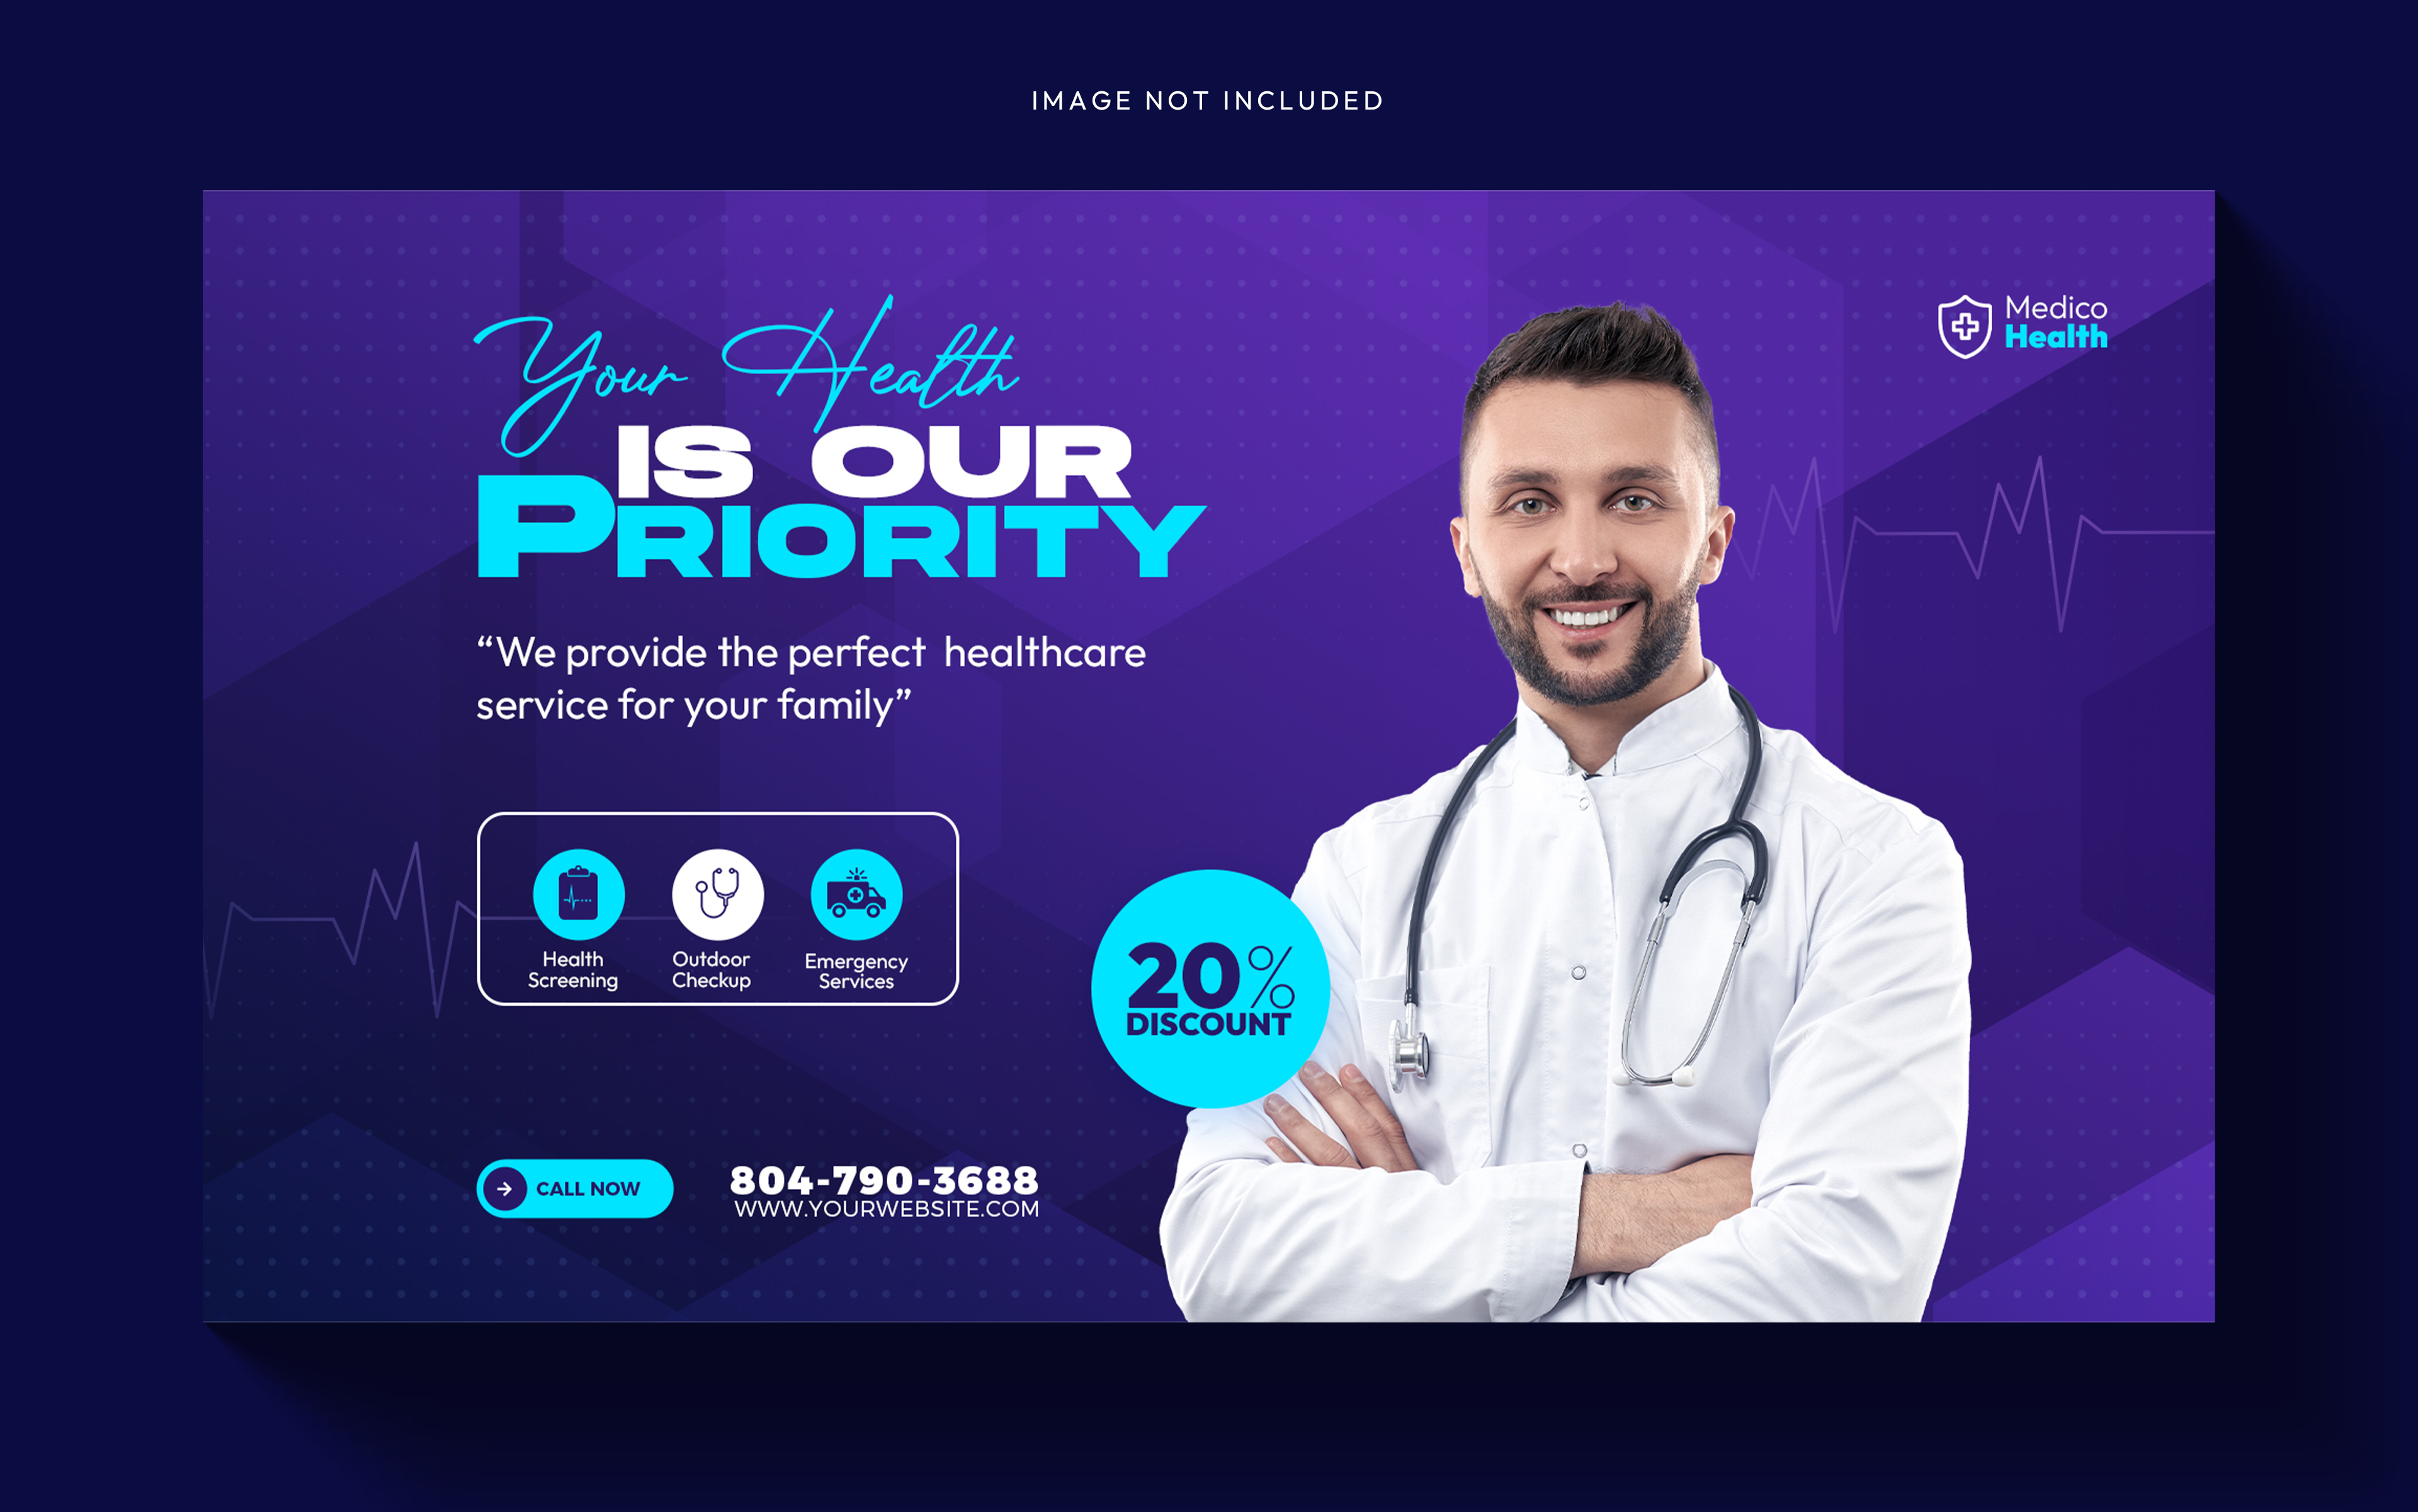 IMAGE NOT INCLUDED
Medico
Health
Your Health
IS OUR
PRIORITY
“We provide the perfect healthcare
service for your family”
Health
Screening
Outdoor
Checkup
Emergency
Services
20%
DISCOUNT
CALL NOW
804-790-3688
WWW.YOURWEBSITE.COM